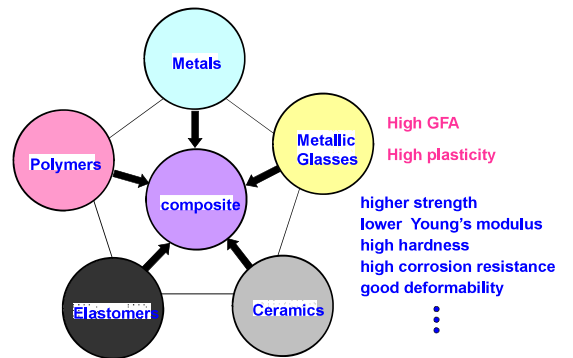 Metals
Metallic
Glasses
High GFA
High plasticity
Polymers
composite
higher strength
lower Young's modulus
high hardness
high corrosion resistance
good deformability
Elastomers
Ceramics